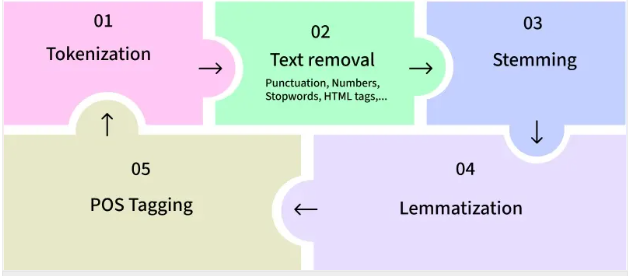 01
Tokenization
02
Text removal
Punctuation, Numbers,
Stopwords, HTML tags,...
03
Stemming
04
Lemmatization
05
POS Tagging